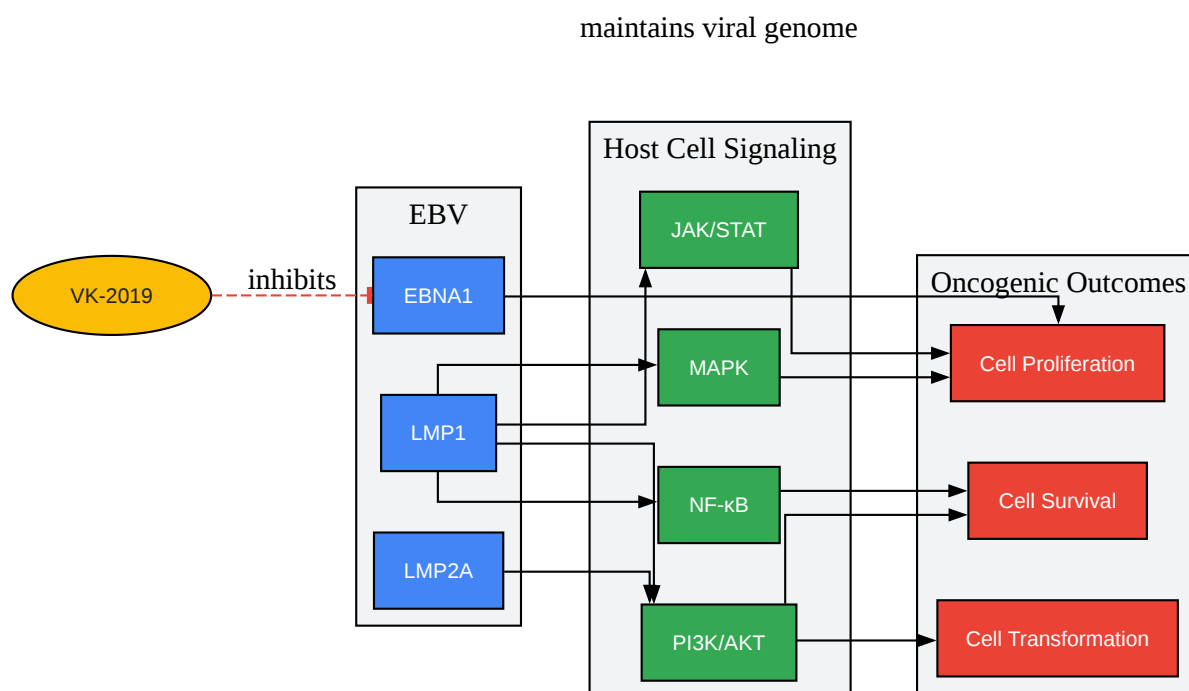 maintains viral genome
Host Cell Signaling
EBV
JAK/STAT
Oncogenic Outcomes
VK-2019
inhibits
EBNA1
Cell Proliferation
MAPK
LMP1
NF-κB
Cell Survival
LMP2A
PI3K/AKT
Cell Transformation